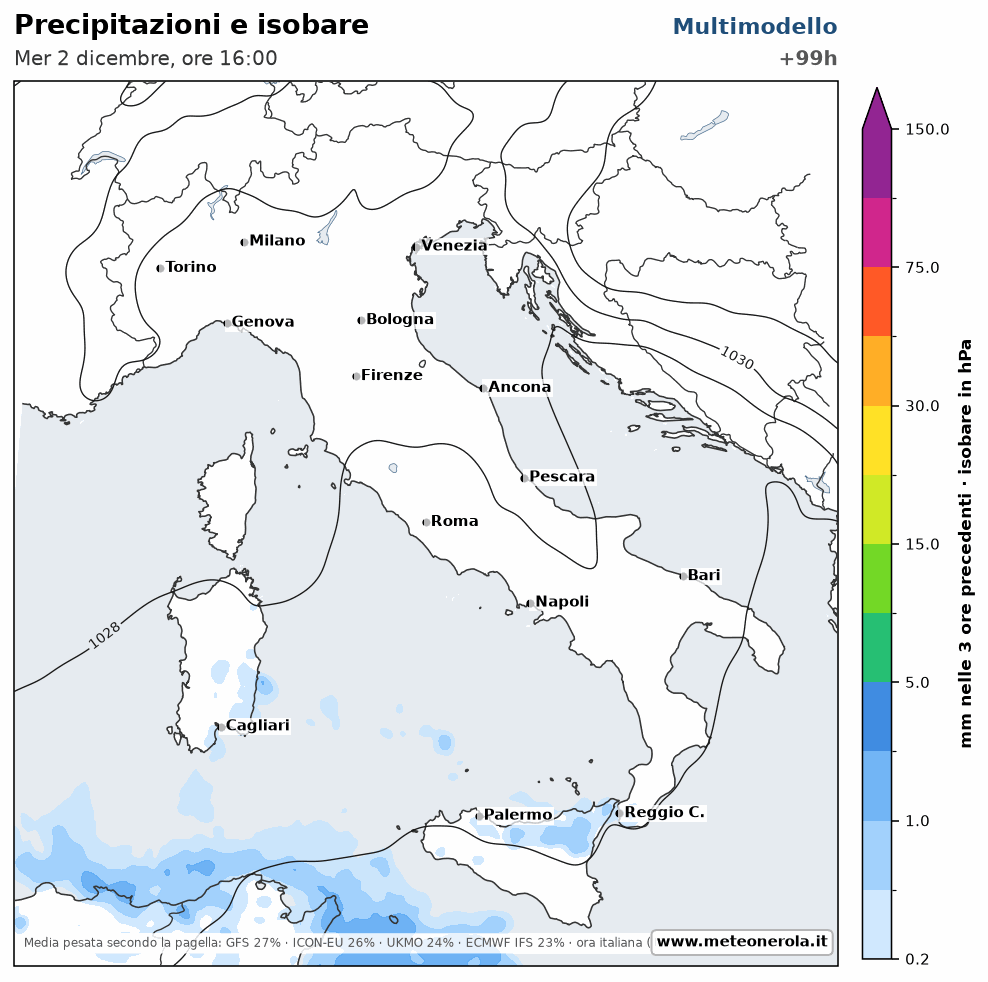 Precipitazioni e isobare
Multimodello
Mer 2 dicembre, ore 16:00
+99h
150.0
75.0
30.0
15.0
5.0
1.0
0.2
mm nelle 3 ore precedenti · isobare in hPa
Milano
Venezia
Torino
Genova
Bologna
1030
Firenze
Ancona
Pescara
Roma
Bari
Napoli
1028
Cagliari
Palermo
Reggio C.
Media pesata secondo la pagella: GFS 27% · ICON-EU 26% · UKMO 24% · ECMWF IFS 23% · ora italiana (
www.meteonerola.it